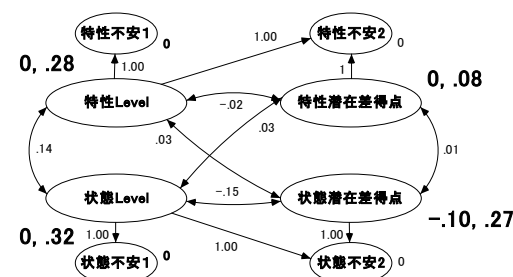 特性不安1
0
特性不安2
0
1.00
1.00
1
0, .28
0, .08
特性Level
-.02
特性潜在差得点
.14
.03
.03
.01
状態Level
-.15
状態潜在差得点
0, .32
-.10, .27
1.00
1.00
1.00
状態不安1
0
状態不安2
0